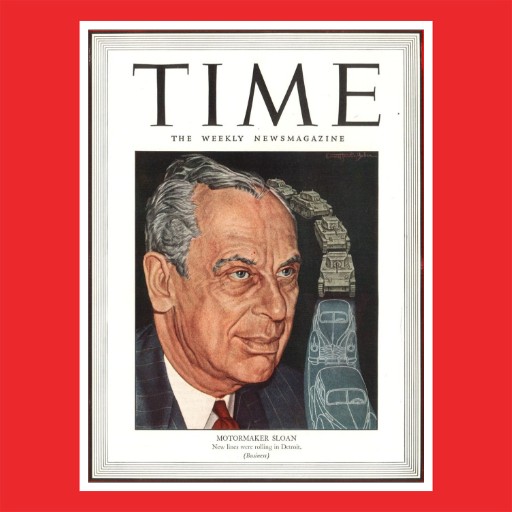 TIME
THE WEEKLY NEWSMAGAZINE
MOTORMAKER SLOAN
New lines were rolling in Detroit.
(Business)